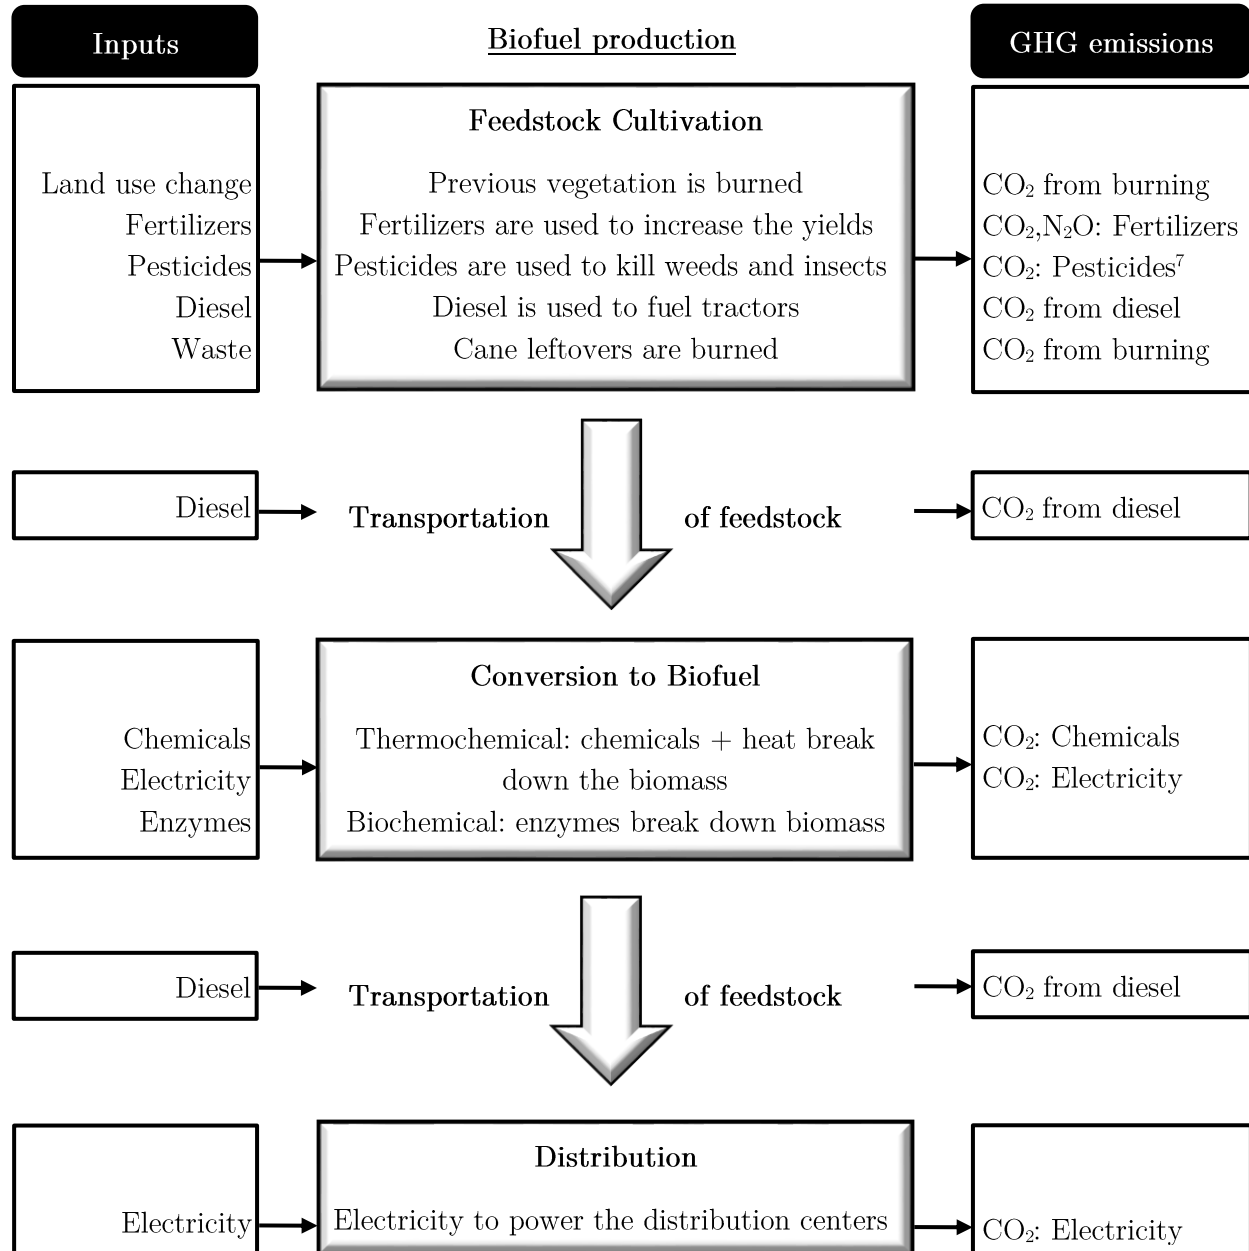 Inputs
Biofuel production
GHG emissions
Land use change
Fertilizers
Pesticides
Diesel
Waste
Feedstock Cultivation
Previous vegetation is burned
Fertilizers are used to increase the yields
Pesticides are used to kill weeds and insects
Diesel is used to fuel tractors
Cane leftovers are burned
CO₂ from burning
CO₂,N₂O: Fertilizers
CO₂: Pesticides⁷
CO₂ from diesel
CO₂ from burning
Diesel
Transportation of feedstock
CO₂ from diesel
Chemicals
Electricity
Enzymes
Conversion to Biofuel
Thermochemical: chemicals + heat break
down the biomass
Biochemical: enzymes break down biomass
CO₂: Chemicals
CO₂: Electricity
Diesel
Transportation of feedstock
CO₂ from diesel
Electricity
Distribution
Electricity to power the distribution centers
CO₂: Electricity